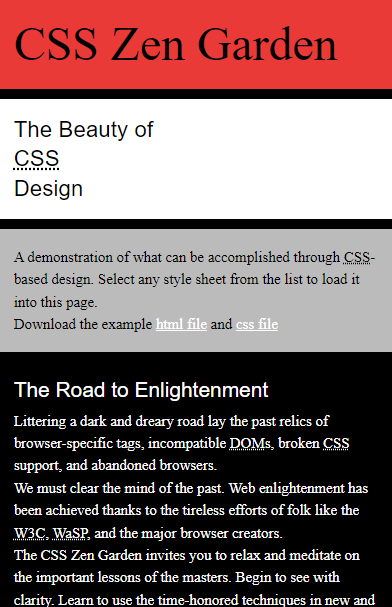 CSS Zen Garden
The Beauty of
CSS
Design
A demonstration of what can be accomplished through CSS-
based design. Select any style sheet from the list to load it
into this page.
Download the example html file and css file
The Road to Enlightenment
Littering a dark and dreary road lay the past relics of
browser-specific tags, incompatible DOMs, broken CSS
support, and abandoned browsers.
We must clear the mind of the past. Web enlightenment has
been achieved thanks to the tireless efforts of folk like the
W3C, WaSP, and the major browser creators.
The CSS Zen Garden invites you to relax and meditate on
the important lessons of the masters. Begin to see with
clarity. Learn to use the time-honored techniques in new and